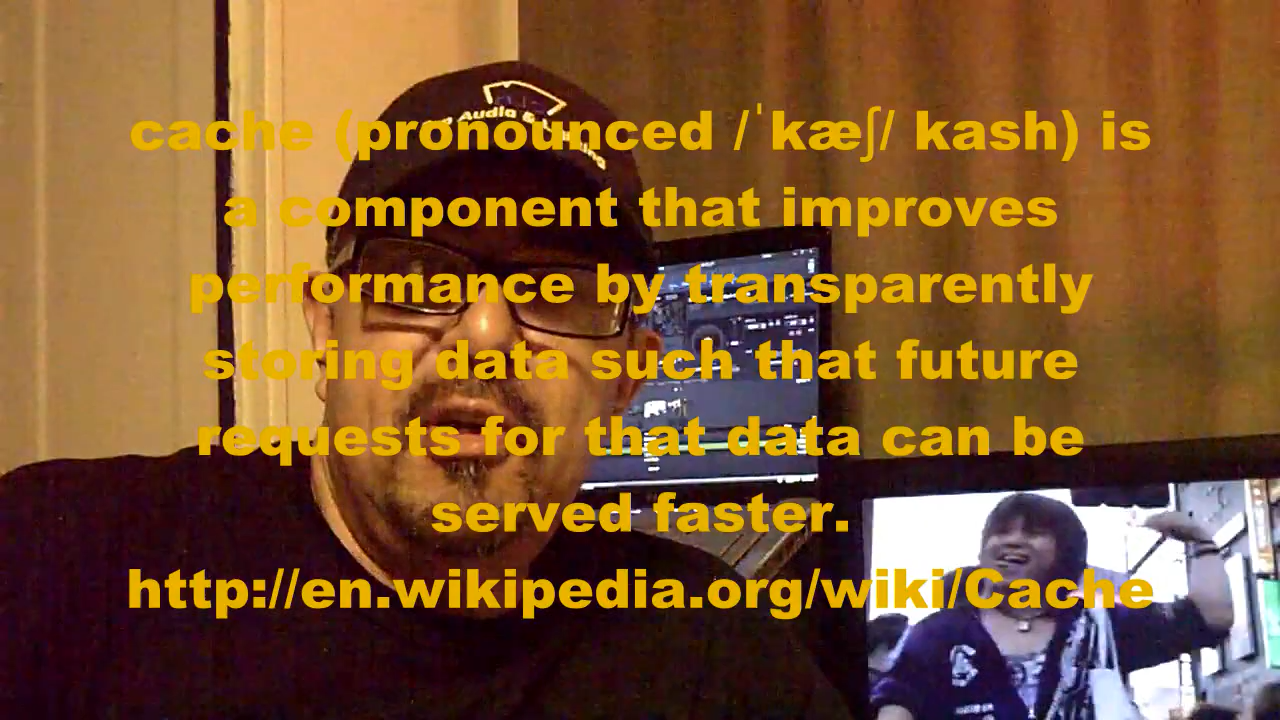 Audio &
cache (pronounced /ˈkæʃ/ kash) is
a component that improves
performance by transparently
storing data such that future
requests for that data can be
served faster.
http://en.wikipedia.org/wiki/Cache